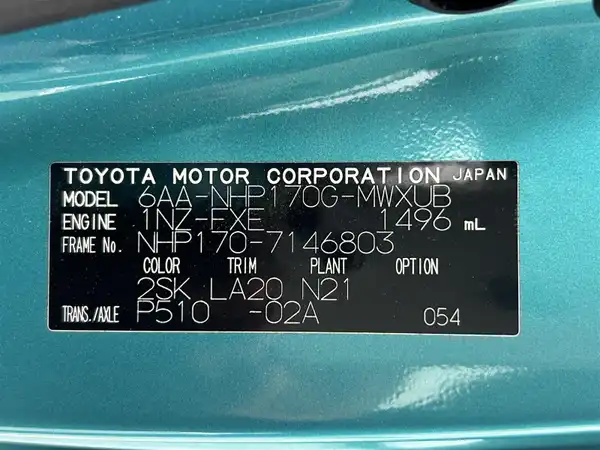 TOYOTA MOTOR CORPORATION JAPAN
MODEL 6AA-NHP170G-MWXUB
ENGINE 1NZ-EXE 1496 mL
FRAME No. NHP170-7146803
COLOR TRIM PLANT OPTION
2SK LA20 N21
TRANS./AXLE P510 -02A 054